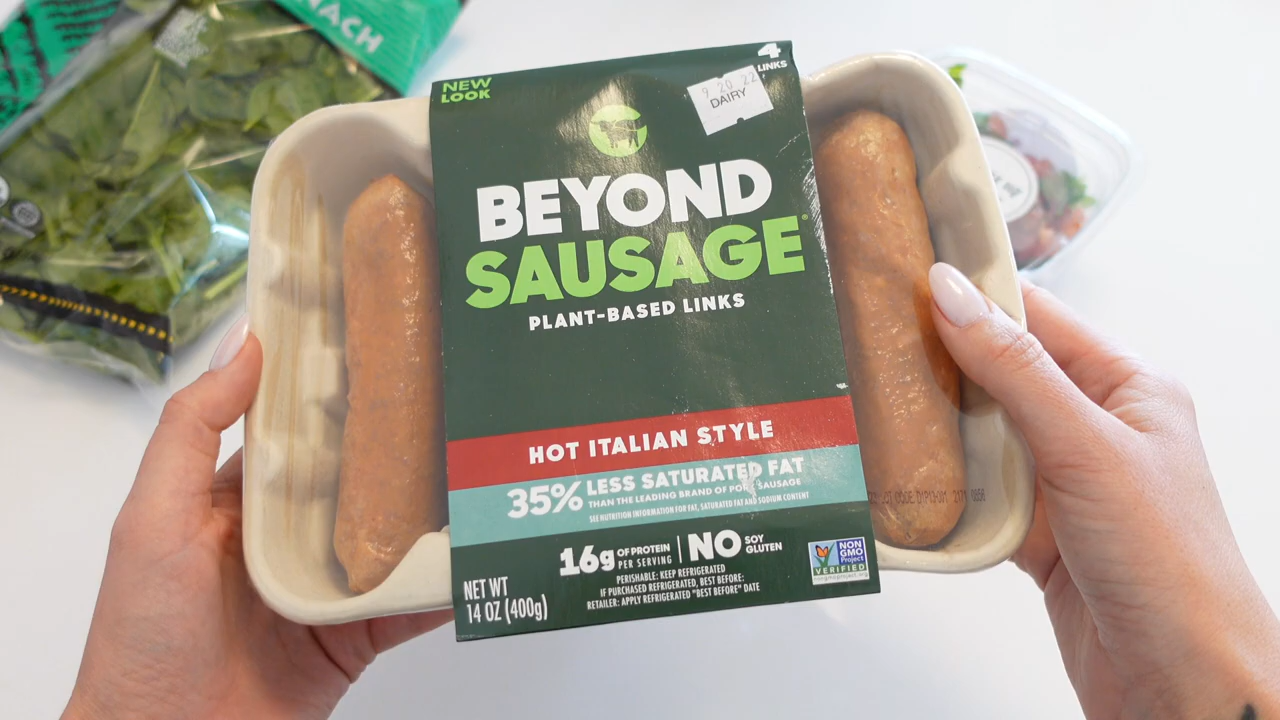 NACH
NEW
LOOK
4
LINKS
9 20 22
DAIRY
BEYOND
SAUSAGE®
PLANT-BASED LINKS
HOT ITALIAN STYLE
35% LESS SATURATED FAT
THAN THE LEADING BRAND OF PORK SAUSAGE
SEE NUTRITION INFORMATION FOR FAT, SATURATED FAT AND SODIUM CONTENT
16g OF PROTEIN
PER SERVING
NO SOY
GLUTEN
PERISHABLE: KEEP REFRIGERATED
IF PURCHASED REFRIGERATED, BEST BEFORE:
RETAILER: APPLY REFRIGERATED "BEST BEFORE" DATE
NET WT
14 OZ (400g)
NON
GMO
Project
VERIFIED
nongmoproject.org